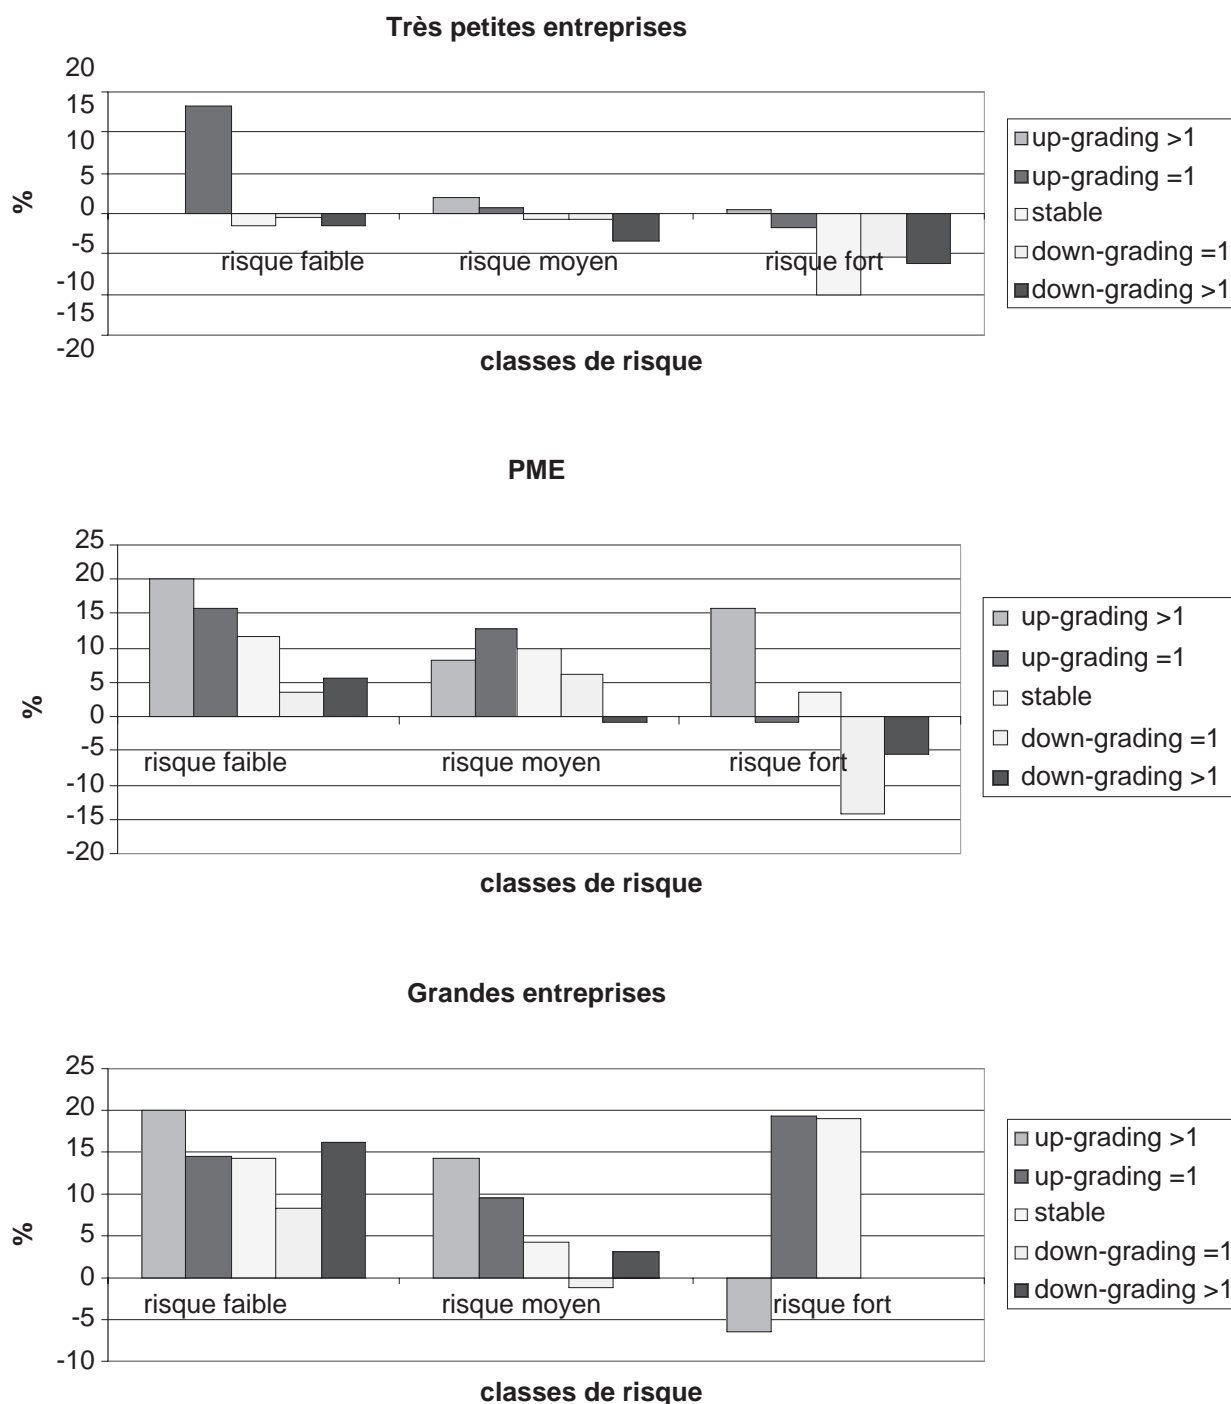 Très petites entreprises
20
15
10
5
0
-5
-10
-15
-20
%
risque faible
risque moyen
risque fort
classes de risque
up-grading >1
up-grading =1
stable
down-grading =1
down-grading >1
PME
25
20
15
10
5
0
-5
-10
-15
-20
%
risque faible
risque moyen
risque fort
classes de risque
up-grading >1
up-grading =1
stable
down-grading =1
down-grading >1
Grandes entreprises
25
20
15
10
5
0
-5
-10
%
risque faible
risque moyen
risque fort
classes de risque
up-grading >1
up-grading =1
stable
down-grading =1
down-grading >1